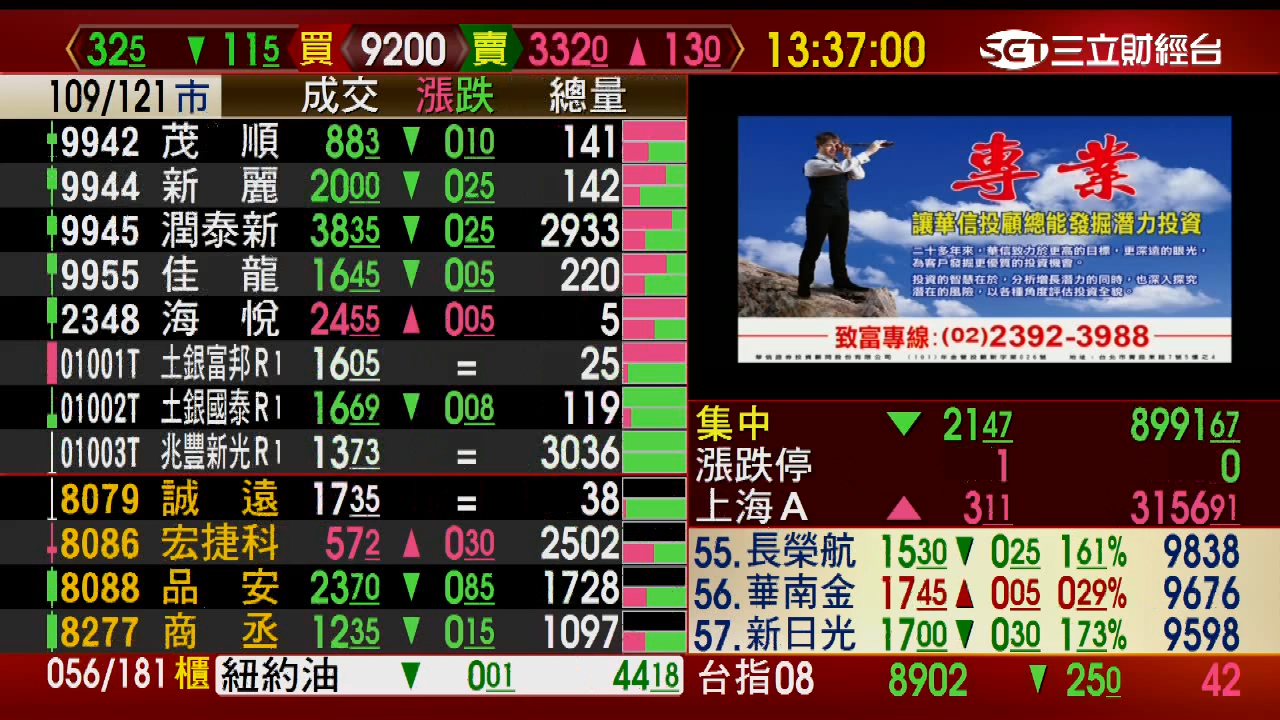 325 ▼ 115 買 9200 賣 3320 ▲ 130 13:37:00 SET三立財經台
109/121市 成交 漲跌 總量
9942 茂順 883 ▼ 010 141
9944 新麗 2000 ▼ 025 142
9945 潤泰新 3835 ▼ 025 2933
9955 佳龍 1645 ▼ 005 220
2348 海悅 2455 ▲ 005 5
01001T 土銀富邦R1 1605 = 25
01002T 土銀國泰R1 1669 ▼ 008 119
01003T 兆豐新光R1 1373 = 3036
8079 誠遠 1735 = 38
8086 宏捷科 572 ▲ 030 2502
8088 品安 2370 ▼ 085 1728
8277 商丞 1235 ▼ 015 1097
056/181櫃 紐約油 ▼ 001 4418
專業
讓華信投顧總能發掘潛力投資
二十多年來，華信致力於更高的目標，更深遠的眼光，
為客戶發掘更優質的投資機會。
投資的智慧在於，分析增長潛力的同時，也深入探究
潛在的風險，以各種角度評估投資全貌。
致富專線:(02)2392-3988
集中 ▼ 2147 899167
漲跌停 1 0
上海A ▲ 311 315691
55.長榮航 1530 ▼ 025 161% 9838
56.華南金 1745 ▲ 005 029% 9676
57.新日光 1700 ▼ 030 173% 9598
台指08 8902 ▼ 250 42